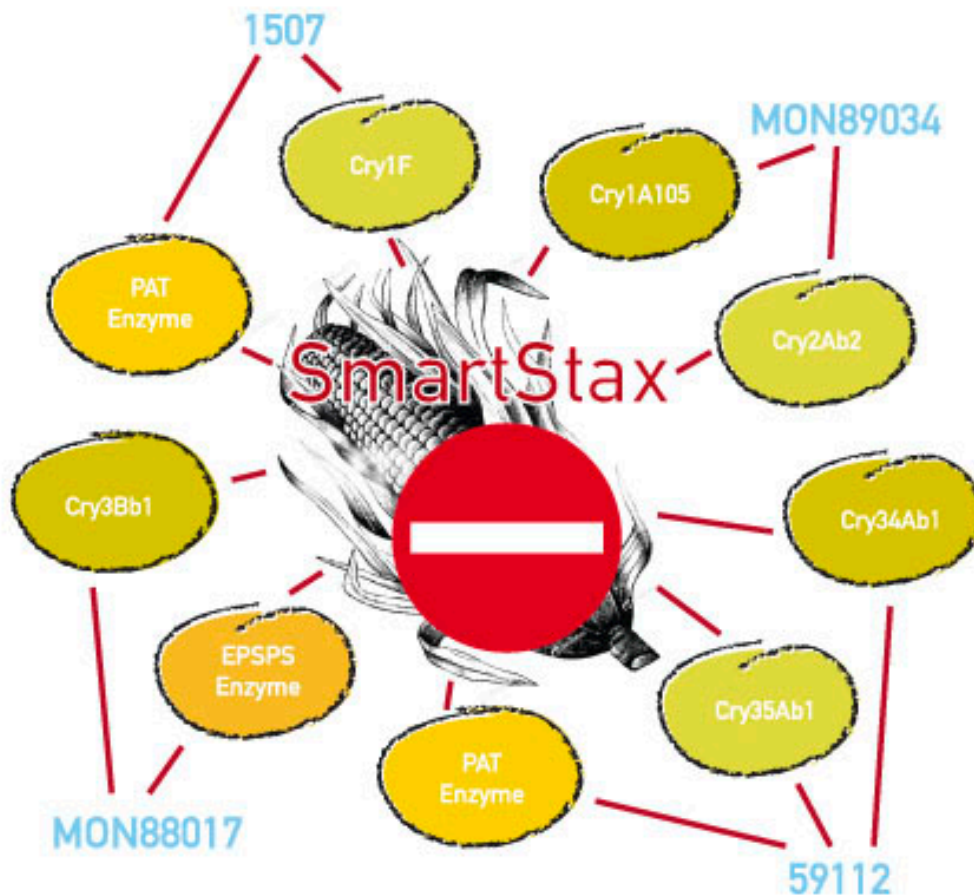 1507
MON89034
Cry1F
Cry1A105
PAT
Enzyme
Cry2Ab2
SmartStax
Cry3Bb1
Cry34Ab1
EPSPS
Enzyme
Cry35Ab1
PAT
Enzyme
MON88017
59112